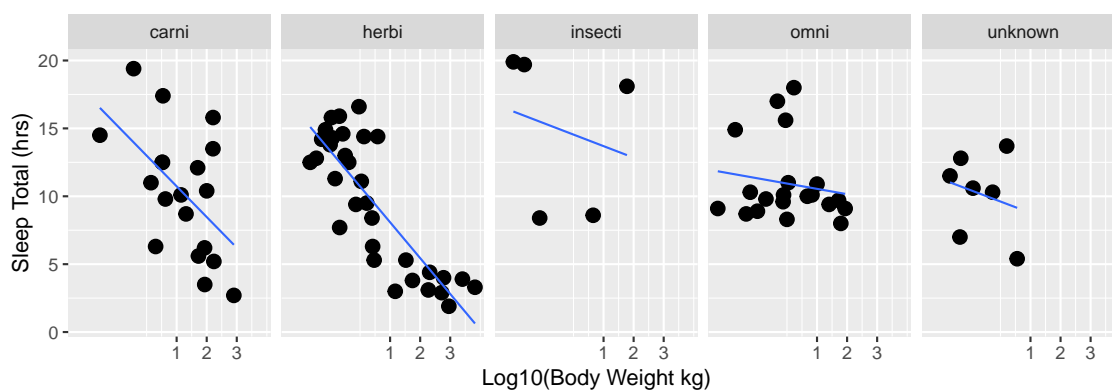 carni herbi insecti omni unknown
20
15
10
5
0
Sleep Total (hrs)
1 2 3 1 2 3 1 2 3 1 2 3 1 2 3
Log10(Body Weight kg)